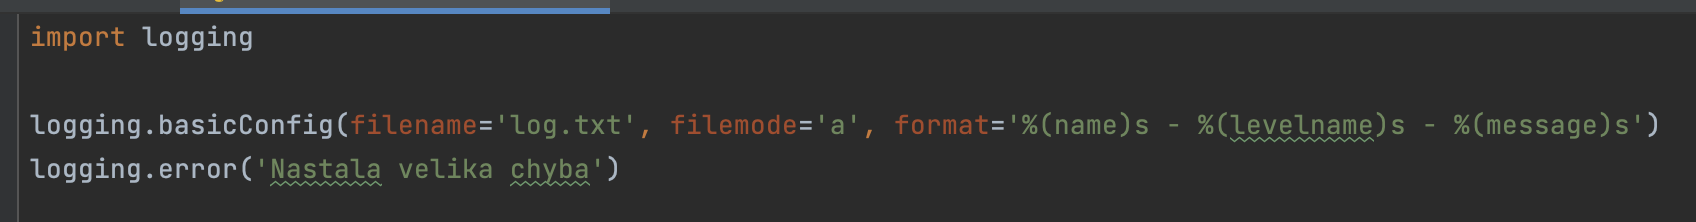 import logging
logging.basicConfig(filename='log.txt', filemode='a', format='%(name)s - %(levelname)s - %(message)s')
logging.error('Nastala velika chyba')